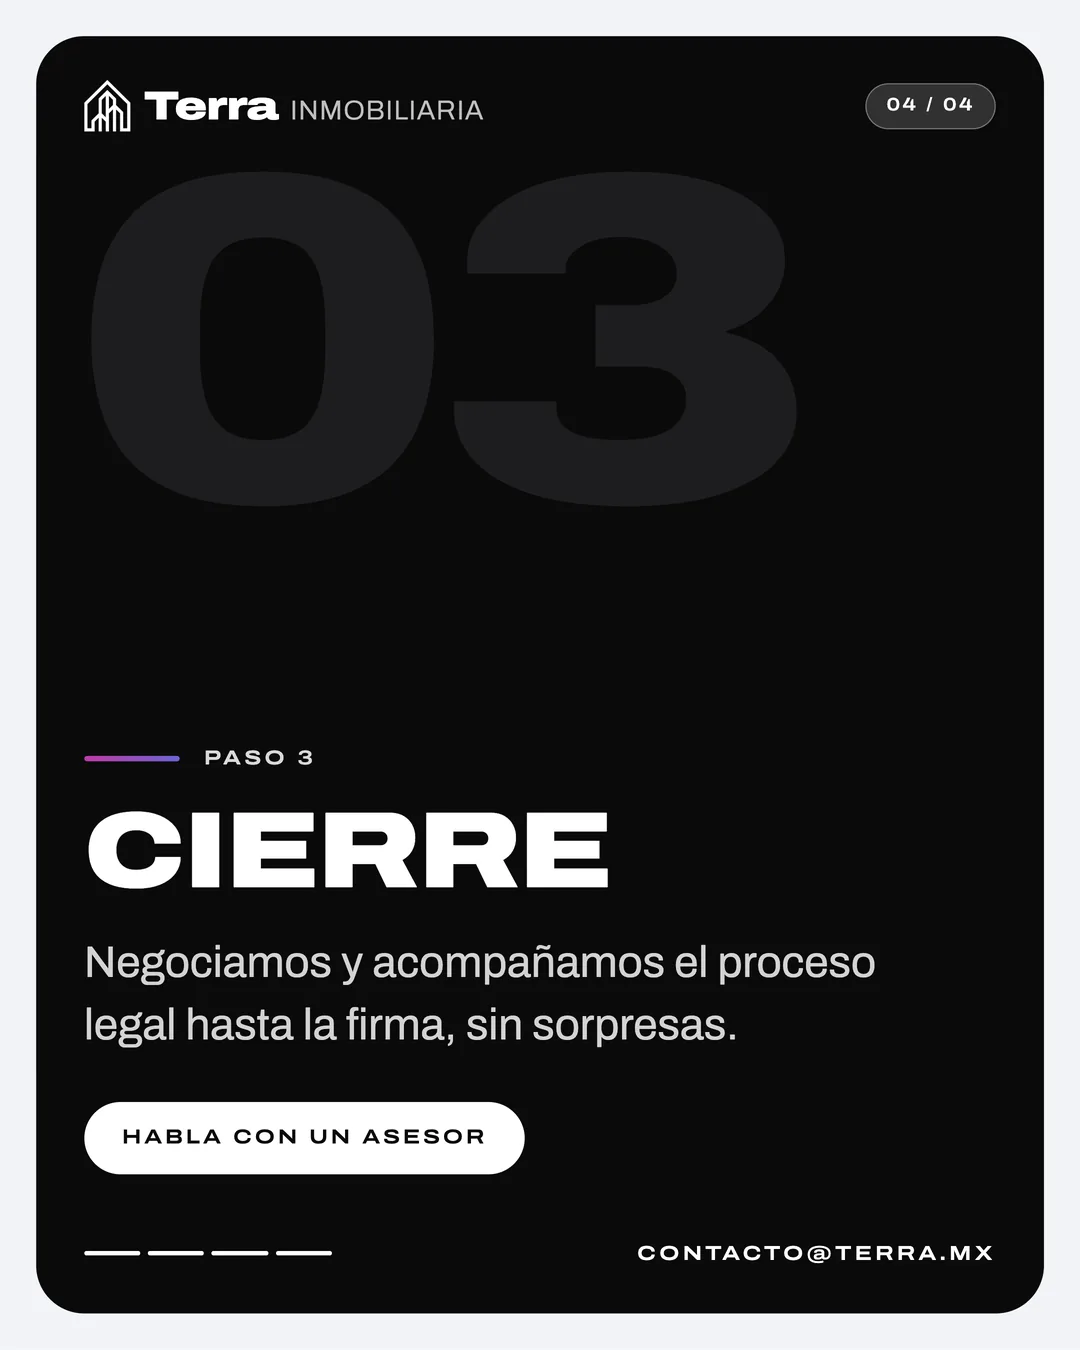 Terra INMOBILIARIA
04 / 04
03
PASO 3
CIERRE
Negociamos y acompañamos el proceso
legal hasta la firma, sin sorpresas.
HABLA CON UN ASESOR
CONTACTO@TERRA.MX